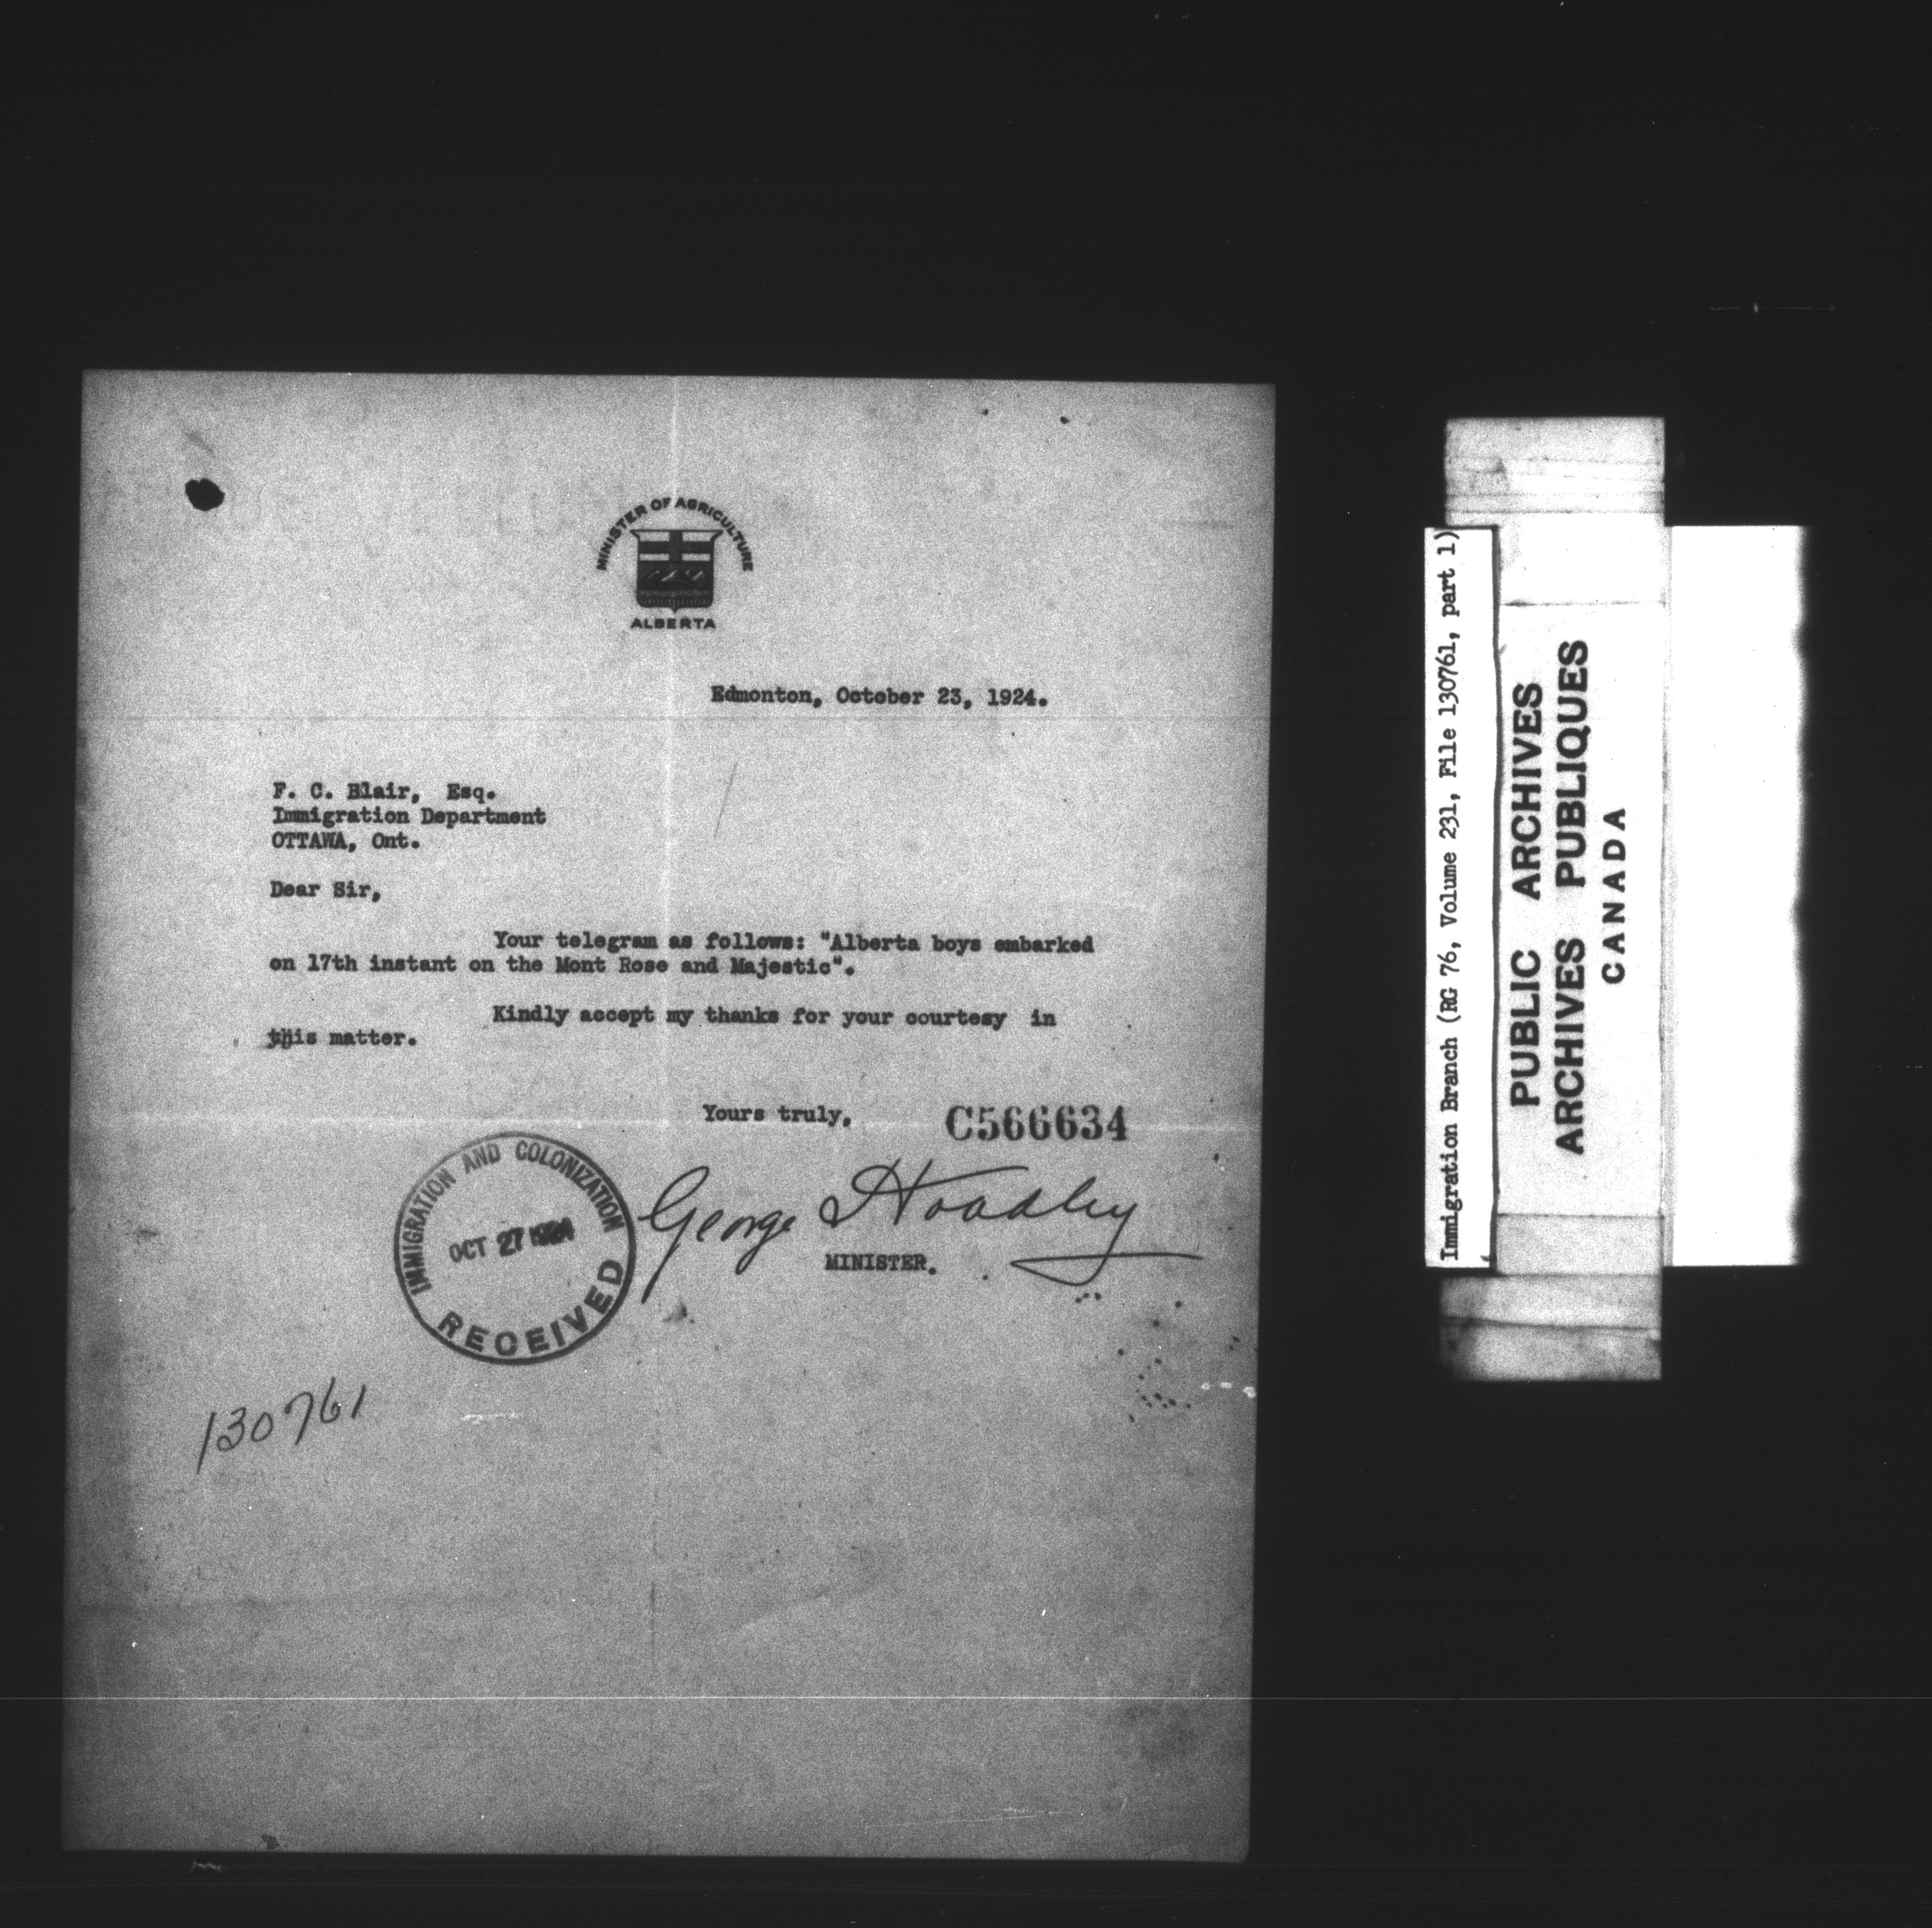 MINISTER OF AGRICULTURE
ALBERTA
Edmonton, October 23, 1924.
F. C. Blair, Esq.
Immigration Department
OTTAWA, Ont.
Dear Sir,
Your telegram as follows: "Alberta boys embarked
on 17th instant on the Mont Rose and Majestic".
Kindly accept my thanks for your courtesy in
this matter.
Yours truly,
C566634
George Hoadley
MINISTER.
IMMIGRATION AND COLONIZATION
OCT 27 1924
RECEIVED
130761
Immigration Branch (RG 76, Volume 231, File 130761, part 1)
PUBLIC ARCHIVES
ARCHIVES PUBLIQUES
CANADA